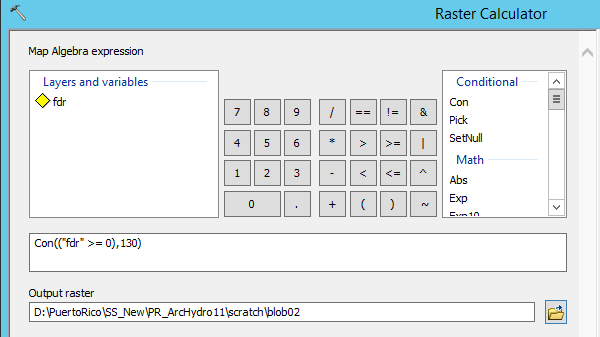 Raster Calculator
Map Algebra expression
Layers and variables
fdr
7 8 9 / == != &
4 5 6 * > >= |
1 2 3 - < <= ^
0 . + ( ) ~
Conditional
Con
Pick
SetNull
Math
Abs
Exp
Exp10
Con(("fdr" >= 0),130)
Output raster
D:\PuertoRico\SS_New\PR_ArcHydro11\scratch\blob02